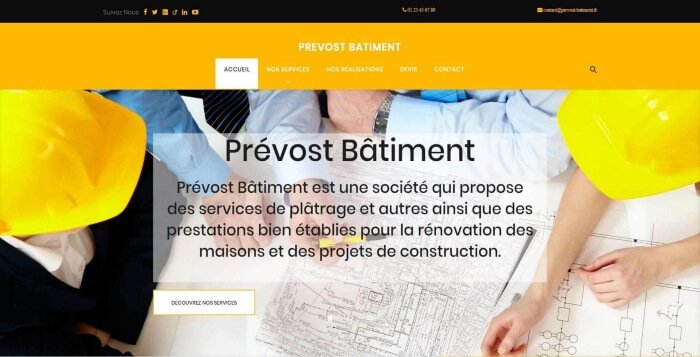 Suivez Nous
01 23 45 67 89
contact@prevost-batiment.fr
PREVOST BATIMENT
ACCUEIL NOS SERVICES NOS RÉALISATIONS DEVIS CONTACT
Prévost Bâtiment
Prévost Bâtiment est une société qui propose
des services de plâtrage et autres ainsi que des
prestations bien établies pour la rénovation des
maisons et des projets de construction.
DECOUVREZ NOS SERVICES